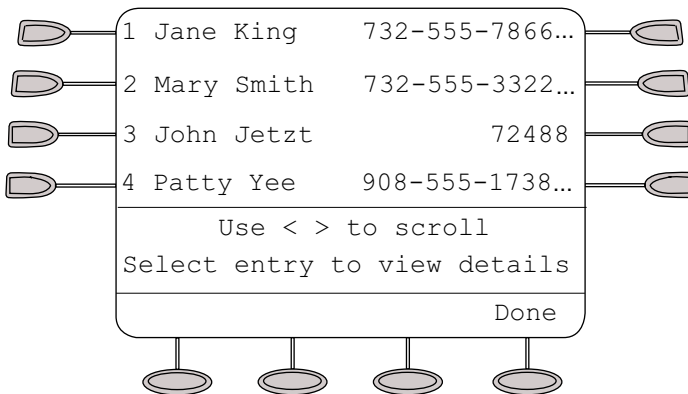 1 Jane King 732-555-7866...
2 Mary Smith 732-555-3322...
3 John Jetzt 72488
4 Patty Yee 908-555-1738...
Use < > to scroll
Select entry to view details
Done